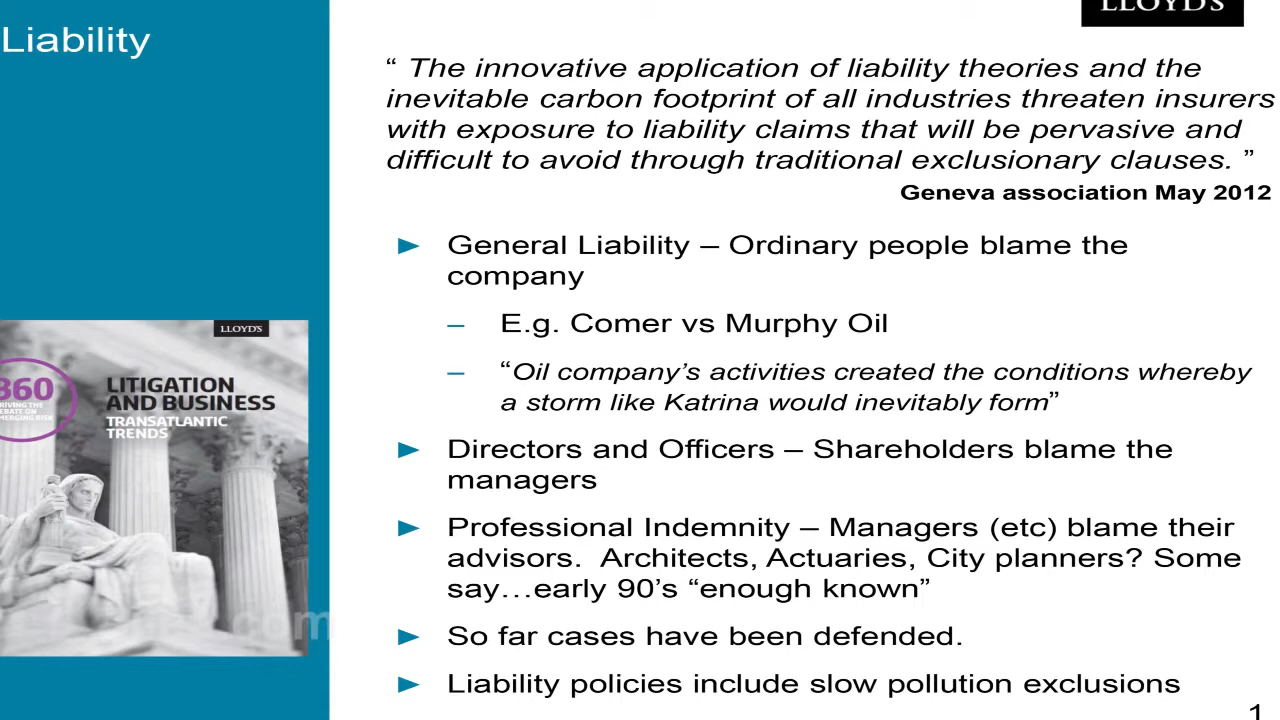 LLOYD'S
Liability
“ The innovative application of liability theories and the
inevitable carbon footprint of all industries threaten insurers
with exposure to liability claims that will be pervasive and
difficult to avoid through traditional exclusionary clauses. ”
Geneva association May 2012
► General Liability – Ordinary people blame the
company
– E.g. Comer vs Murphy Oil
– “Oil company’s activities created the conditions whereby
a storm like Katrina would inevitably form”
► Directors and Officers – Shareholders blame the
managers
► Professional Indemnity – Managers (etc) blame their
advisors. Architects, Actuaries, City planners? Some
say…early 90’s “enough known”
► So far cases have been defended.
► Liability policies include slow pollution exclusions
LLOYD'S
360
DEBATE ON
EMERGING RISK
LITIGATION
AND BUSINESS
TRANSATLANTIC
TRENDS
.com
1